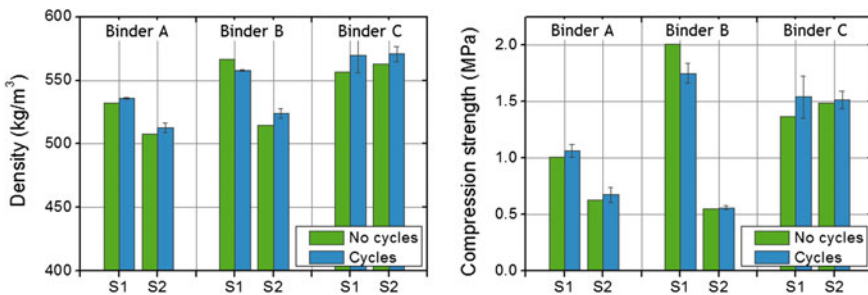 600
550
500
450
400
Density (kg/m³)
Binder A
Binder B
Binder C
No cycles
Cycles
S1 S2 S1 S2 S1 S2
2.0
1.5
1.0
0.5
0.0
Compression strength (MPa)
Binder A
Binder B
Binder C
No cycles
Cycles
S1 S2 S1 S2 S1 S2